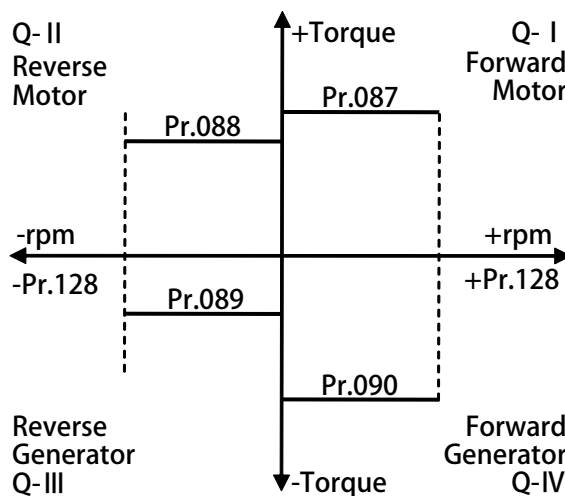 Q- II
Reverse
Motor
+Torque
Q- I
Forward
Motor
Pr.087
Pr.088
-rpm
+rpm
-Pr.128
+Pr.128
Pr.089
Pr.090
Reverse
Generator
Q-III
-Torque
Forward
Generator
Q-IV